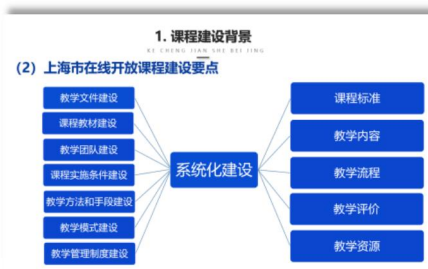 1. 课程建设背景
KE CHENG JIAN SHE BEI JING
(2) 上海市在线开放课程建设要点
教学文件建设
课程教材建设
教学团队建设
课程实施条件建设
教学方法和手段建设
教学模式建设
教学管理制度建设
系统化建设
课程标准
教学内容
教学流程
教学评价
教学资源